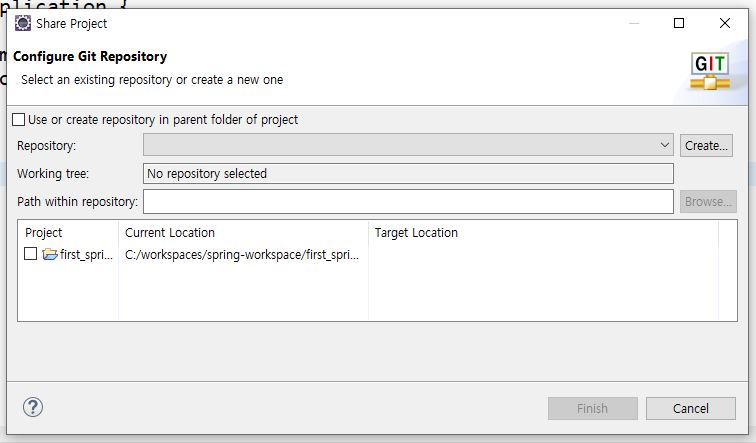 plication {
Share Project
Configure Git Repository
Select an existing repository or create a new one
GIT
Use or create repository in parent folder of project
Repository: Create...
Working tree: No repository selected
Path within repository: Browse...
Project Current Location Target Location
first_spri... C:/workspaces/spring-workspace/first_spri...
? Finish Cancel